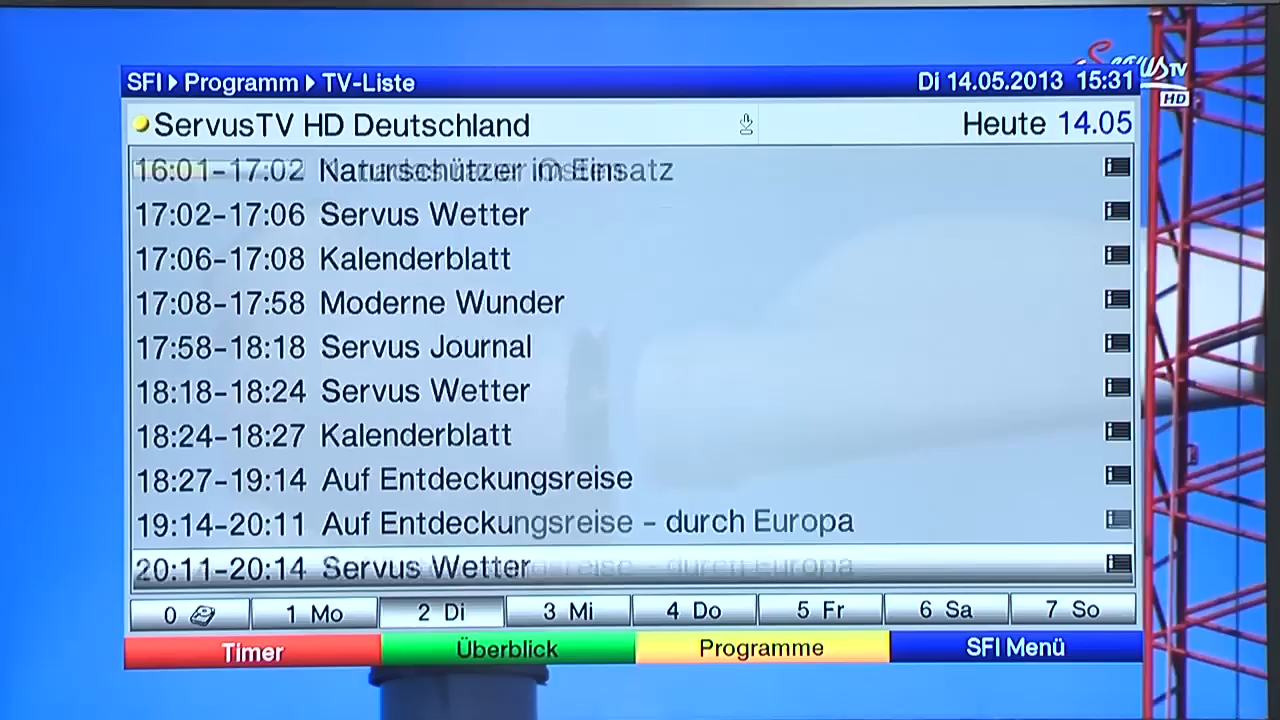 SFI Programm TV-Liste Di 14.05.2013 15:31
Servus TV
HD
ServusTV HD Deutschland Heute 14.05
16:01-17:02 Naturschützer im Einsatz
17:02-17:06 Servus Wetter
17:06-17:08 Kalenderblatt
17:08-17:58 Moderne Wunder
17:58-18:18 Servus Journal
18:18-18:24 Servus Wetter
18:24-18:27 Kalenderblatt
18:27-19:14 Auf Entdeckungsreise
19:14-20:11 Auf Entdeckungsreise - durch Europa
20:11-20:14 Servus Wetter
0 1 Mo 2 Di 3 Mi 4 Do 5 Fr 6 Sa 7 So
Timer Überblick Programme SFI Menü